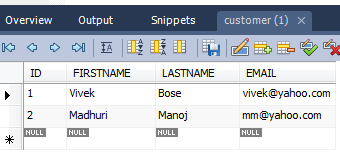 Overview Output Snippets customer (1)
ID FIRSTNAME LASTNAME EMAIL
1 Vivek Bose vivek@yahoo.com
2 Madhuri Manoj mm@yahoo.com
NULL NULL NULL NULL